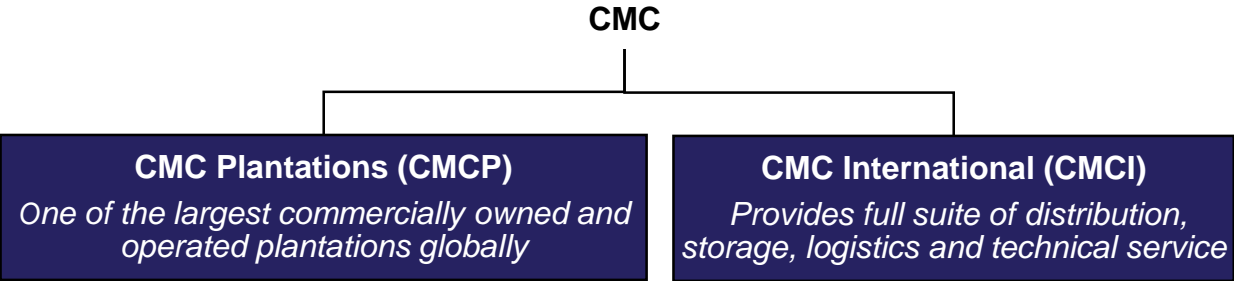 CMC
CMC Plantations (CMCP)
One of the largest commercially owned and
operated plantations globally
CMC International (CMCI)
Provides full suite of distribution,
storage, logistics and technical service